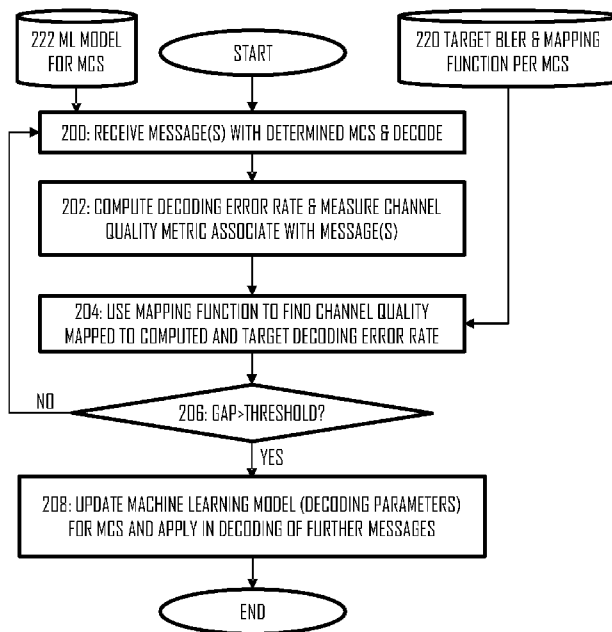 222 ML MODEL
FOR MCS
START
220 TARGET BLER & MAPPING
FUNCTION PER MCS
200: RECEIVE MESSAGE(S) WITH DETERMINED MCS & DECODE
202: COMPUTE DECODING ERROR RATE & MEASURE CHANNEL
QUALITY METRIC ASSOCIATE WITH MESSAGE(S)
204: USE MAPPING FUNCTION TO FIND CHANNEL QUALITY
MAPPED TO COMPUTED AND TARGET DECODING ERROR RATE
NO
206: GAP>THRESHOLD?
YES
208: UPDATE MACHINE LEARNING MODEL (DECODING PARAMETERS)
FOR MCS AND APPLY IN DECODING OF FURTHER MESSAGES
END